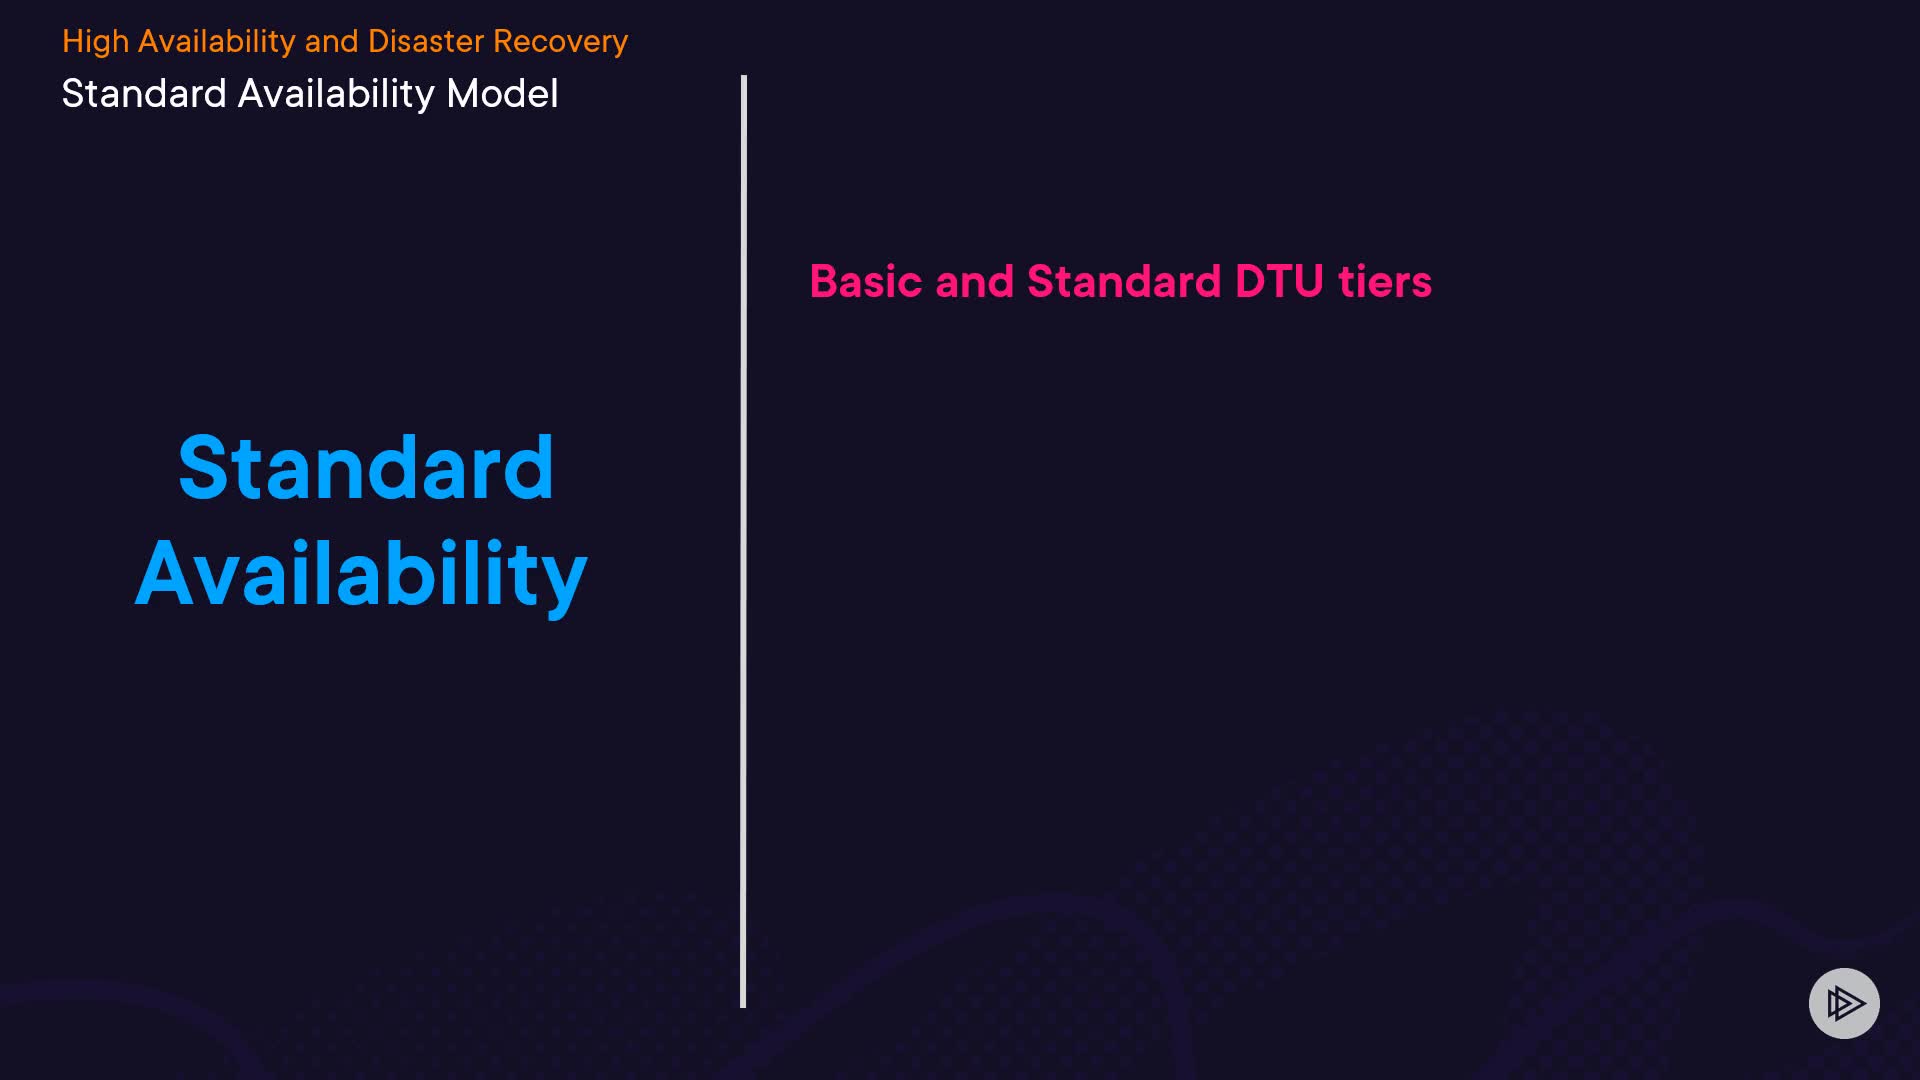 High Availability and Disaster Recovery
Standard Availability Model
Standard
Availability
Basic and Standard DTU tiers